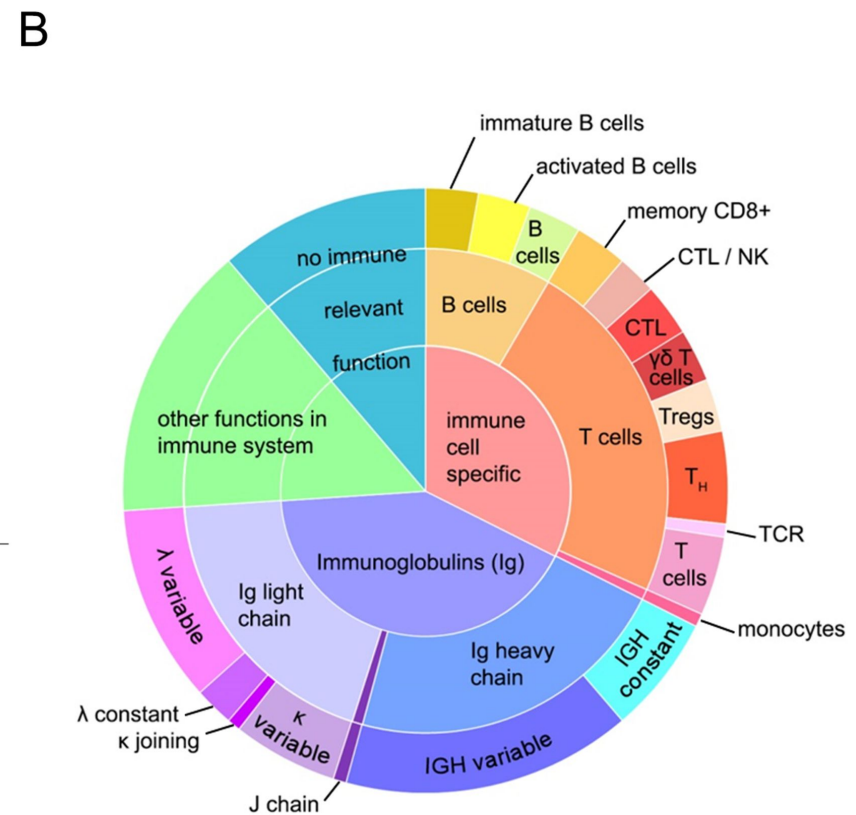 B
immature B cells
activated B cells
B
cells
memory CD8+
CTL / NK
no immune
relevant
function
B cells
CTL
γδ T
cells
Tregs
other functions in
immune system
immune
cell
specific
T cells
T_H
TCR
T
cells
Immunoglobulins (Ig)
λ variable
Ig light
chain
Ig heavy
chain
IGH
constant
monocytes
λ constant
κ joining
κ
variable
IGH variable
J chain